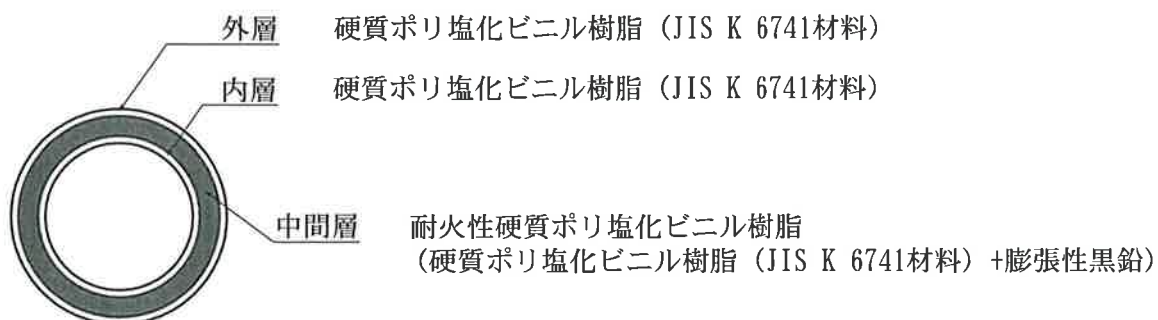 外層 硬質ポリ塩化ビニル樹脂（JIS K 6741材料）
内層 硬質ポリ塩化ビニル樹脂（JIS K 6741材料）
中間層 耐火性硬質ポリ塩化ビニル樹脂
（硬質ポリ塩化ビニル樹脂（JIS K 6741材料）+膨張性黒鉛）